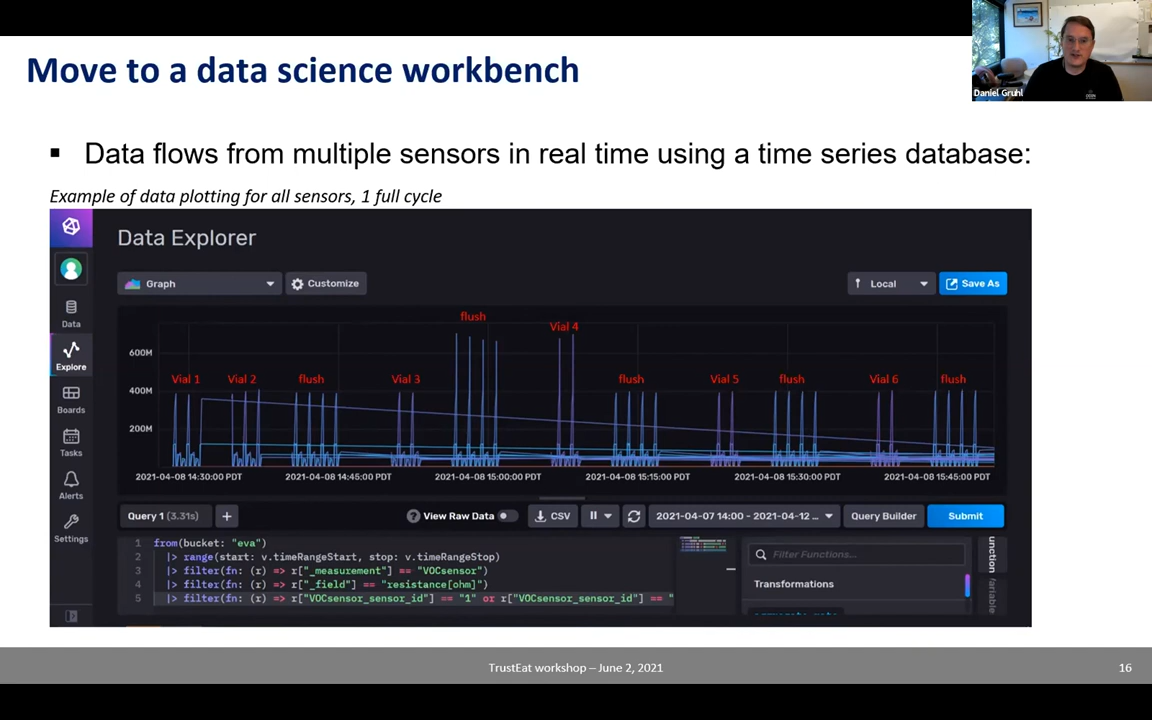 Move to a data science workbench
Daniel Gruhl
▪ Data flows from multiple sensors in real time using a time series database:
Example of data plotting for all sensors, 1 full cycle
Data Explorer
Graph
Customize
Local
Save As
Data
Explore
Boards
Tasks
Alerts
Settings
600M
400M
200M
flush
Vial 4
Vial 1 Vial 2 flush Vial 3 flush Vial 5 flush Vial 6 flush
2021-04-08 14:30:00 PDT 2021-04-08 14:45:00 PDT 2021-04-08 15:00:00 PDT 2021-04-08 15:15:00 PDT 2021-04-08 15:30:00 PDT 2021-04-08 15:45:00 PDT
Query 1 (3.31s) +
View Raw Data
CSV
2021-04-07 14:00 - 2021-04-12 ...
Query Builder
Submit
1 from(bucket: "eva")
2 |> range(start: v.timeRangeStart, stop: v.timeRangeStop)
3 |> filter(fn: (r) => r["_measurement"] == "VOCsensor")
4 |> filter(fn: (r) => r["_field"] == "resistance[ohm]")
5 |> filter(fn: (r) => r["VOCsensor_sensor_id"] == "1" or r["VOCsensor_sensor_id"] == "
Filter Functions...
Transformations
TrustEat workshop – June 2, 2021
16